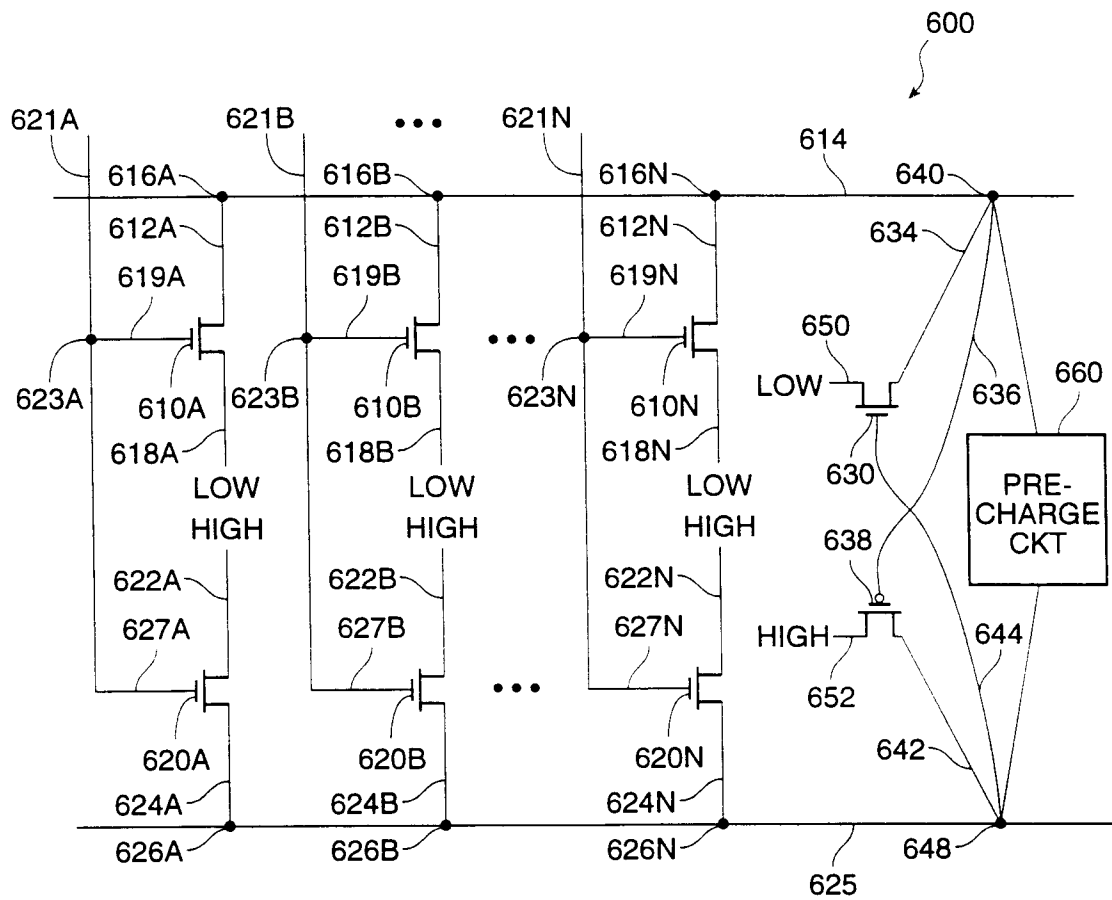 600
621A 621B 621N 614 640
616A 616B 616N
612A 612B 612N 634
619A 619B 619N
650 660
LOW
623A 610A 623B 610B 623N 610N 636
618A 618B 618N 630
LOW LOW LOW
HIGH HIGH HIGH
PRE-
CHARGE
CKT
638
622A 622B 622N
627A 627B 627N HIGH 644
652
620A 620B 620N 642
624A 624B 624N
626A 626B 626N 648
625